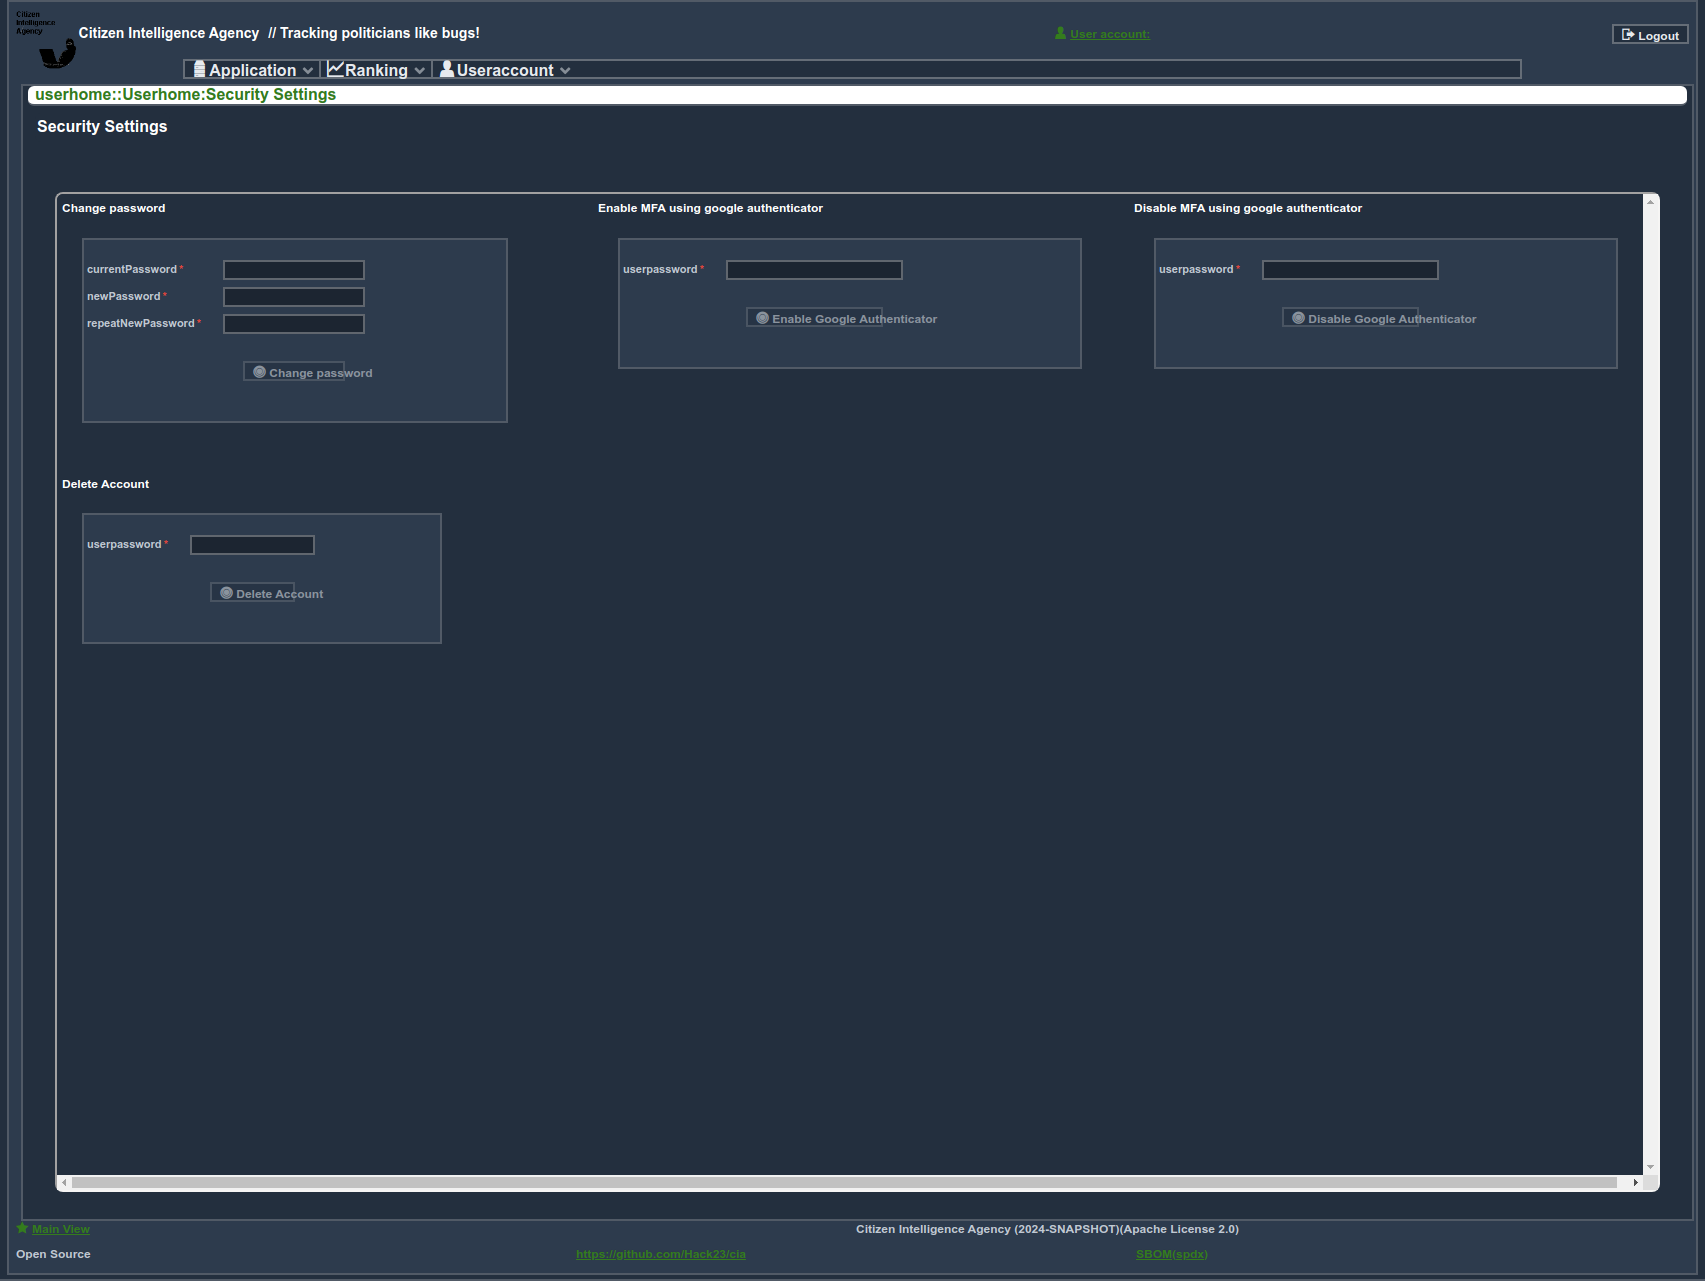 Citizen
Intelligence
Agency
Citizen Intelligence Agency // Tracking politicians like bugs!
User account:
Logout
Application
Ranking
Useraccount
userhome::Userhome:Security Settings
Security Settings
Change password
Enable MFA using google authenticator
Disable MFA using google authenticator
currentPassword *
newPassword *
repeatNewPassword *
Change password
userpassword *
Enable Google Authenticator
userpassword *
Disable Google Authenticator
Delete Account
userpassword *
Delete Account
Main View
Citizen Intelligence Agency (2024-SNAPSHOT)(Apache License 2.0)
Open Source
https://github.com/Hack23/cia
SBOM(spdx)